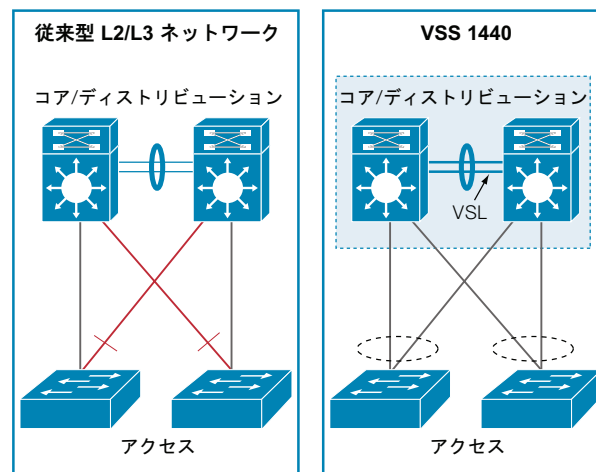 従来型 L2/L3 ネットワーク
コア/ディストリビューション
アクセス
VSS 1440
コア/ディストリビューション
VSL
アクセス